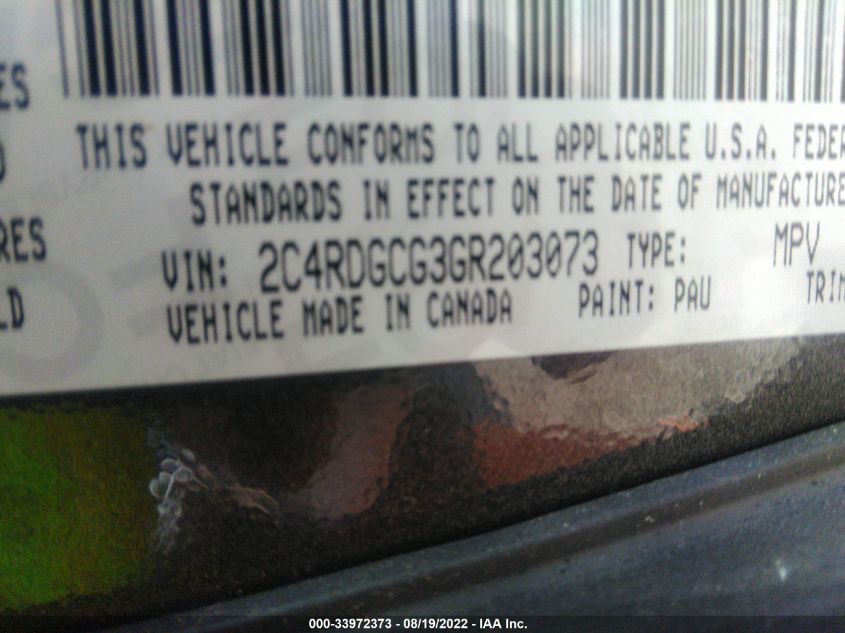 ES
THIS VEHICLE CONFORMS TO ALL APPLICABLE U.S.A. FEDER
STANDARDS IN EFFECT ON THE DATE OF MANUFACTURE
RES
VIN: 2C4RDGCG3GR203073 TYPE: MPV
LD
VEHICLE MADE IN CANADA PAINT: PAU TRIM
000-33972373 - 08/19/2022 - IAA Inc.